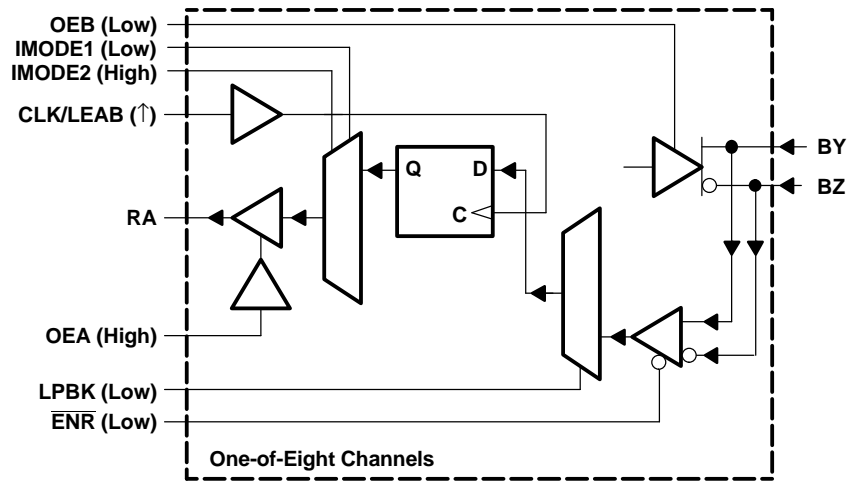 OEB (Low)
IMODE1 (Low)
IMODE2 (High)
CLK/LEAB (↑)
BY
Q D
BZ
C
RA
OEA (High)
LPBK (Low)
E̅N̅R̅ (Low)
One-of-Eight Channels